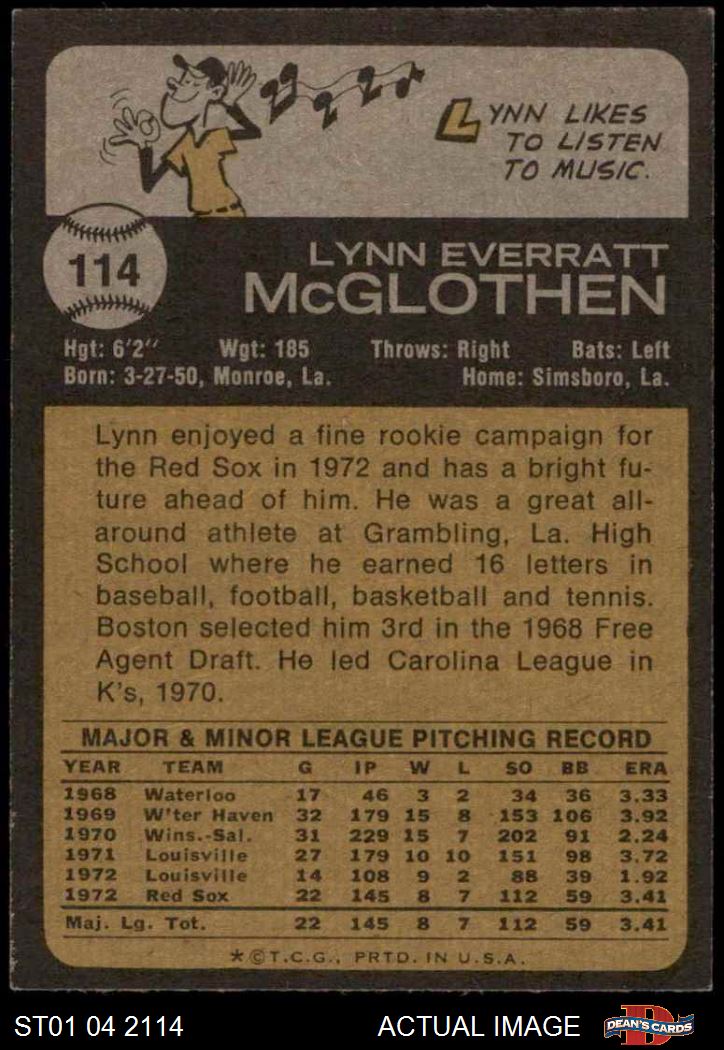 LYNN LIKES
TO LISTEN
TO MUSIC.
114
LYNN EVERRATT
McGLOTHEN
Hgt: 6'2" Wgt: 185 Throws: Right Bats: Left
Born: 3-27-50, Monroe, La. Home: Simsboro, La.
Lynn enjoyed a fine rookie campaign for
the Red Sox in 1972 and has a bright fu-
ture ahead of him. He was a great all-
around athlete at Grambling, La. High
School where he earned 16 letters in
baseball, football, basketball and tennis.
Boston selected him 3rd in the 1968 Free
Agent Draft. He led Carolina League in
K's, 1970.
MAJOR & MINOR LEAGUE PITCHING RECORD
YEAR TEAM G IP W L SO BB ERA
1968 Waterloo 17 46 3 2 34 36 3.33
1969 W'ter Haven 32 179 15 8 153 106 3.92
1970 Wins.-Sal. 31 229 15 7 202 91 2.24
1971 Louisville 27 179 10 10 151 98 3.72
1972 Louisville 14 108 9 2 88 39 1.92
1972 Red Sox 22 145 8 7 112 59 3.41
Maj. Lg. Tot. 22 145 8 7 112 59 3.41
*©T.C.G., PRTD. IN U.S.A.
ST01 04 2114 ACTUAL IMAGE DEAN'S CARDS